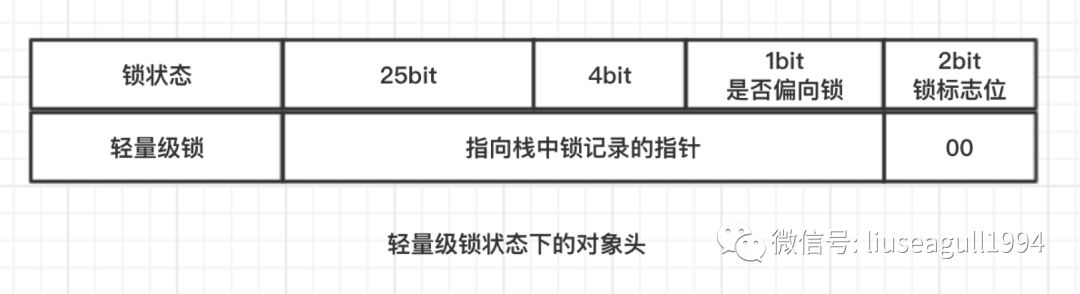 锁状态 25bit 4bit 1bit 是否偏向锁 2bit 锁标志位
轻量级锁 指向栈中锁记录的指针 00
轻量级锁状态下的对象头
微信号: liuseagull1994